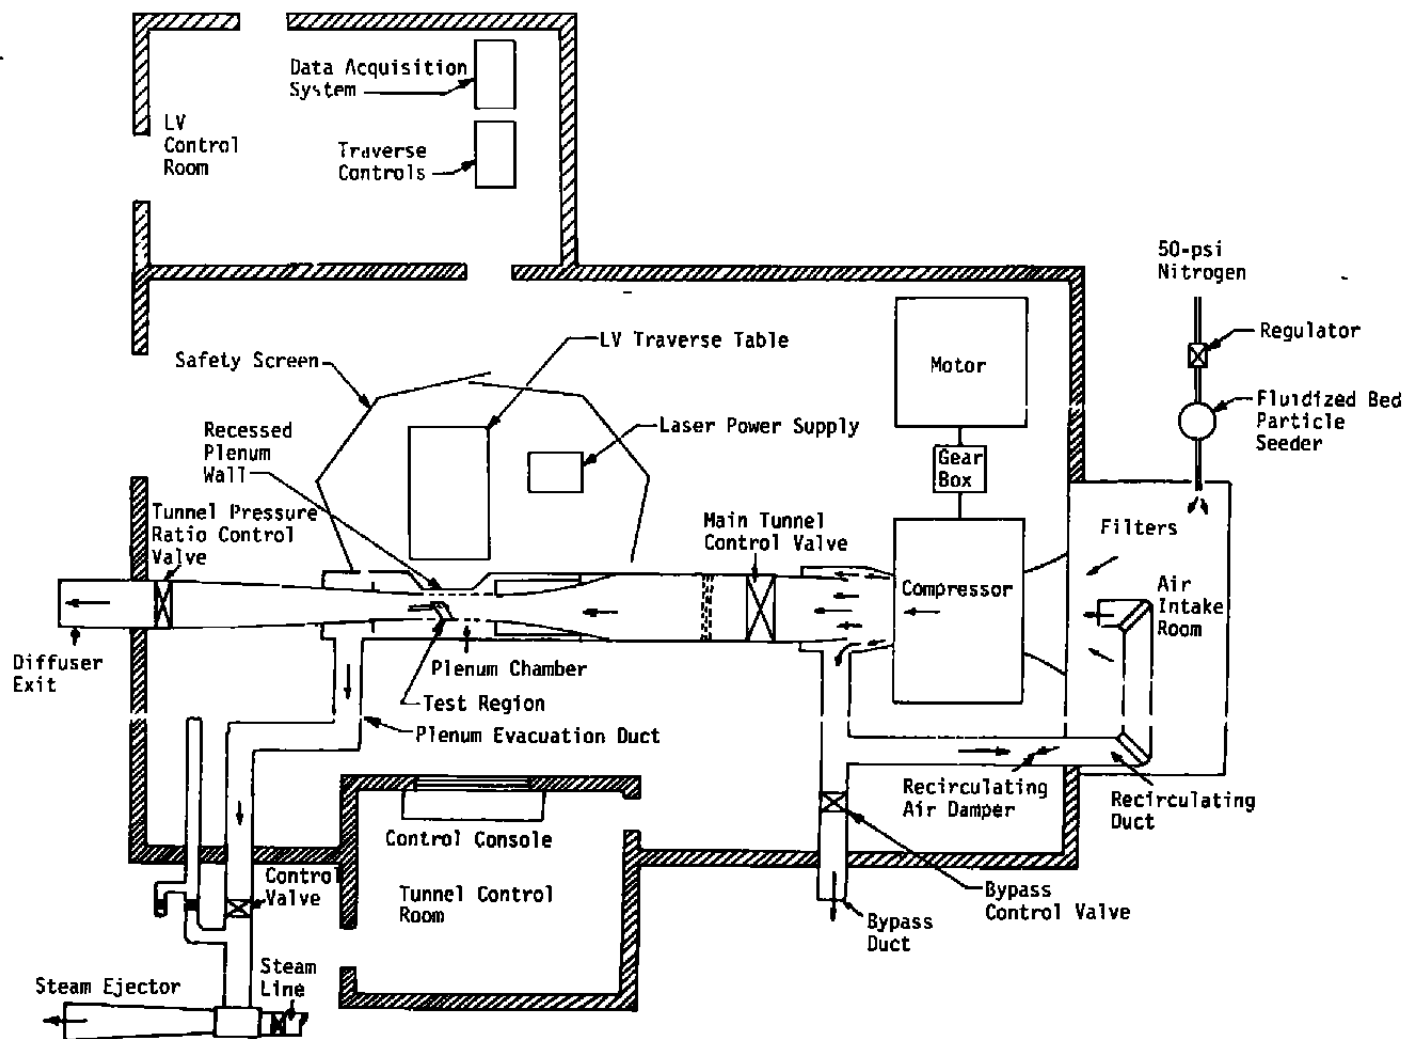 Data Acquisition
System
LV
Control
Room
Traverse
Controls
50-psi
Nitrogen
Regulator
LV Traverse Table
Safety Screen
Motor
Fluidized Bed
Particle
Seeder
Recessed
Plenum
Wall
Laser Power Supply
Gear
Box
Tunnel Pressure
Ratio Control
Valve
Main Tunnel
Control Valve
Filters
Compressor
Air
Intake
Room
Diffuser
Exit
Plenum Chamber
Test Region
Plenum Evacuation Duct
Recirculating
Air Damper
Recirculating
Duct
Control Console
Control
Valve
Tunnel Control
Room
Bypass
Control Valve
Bypass
Duct
Steam Ejector
Steam
Line